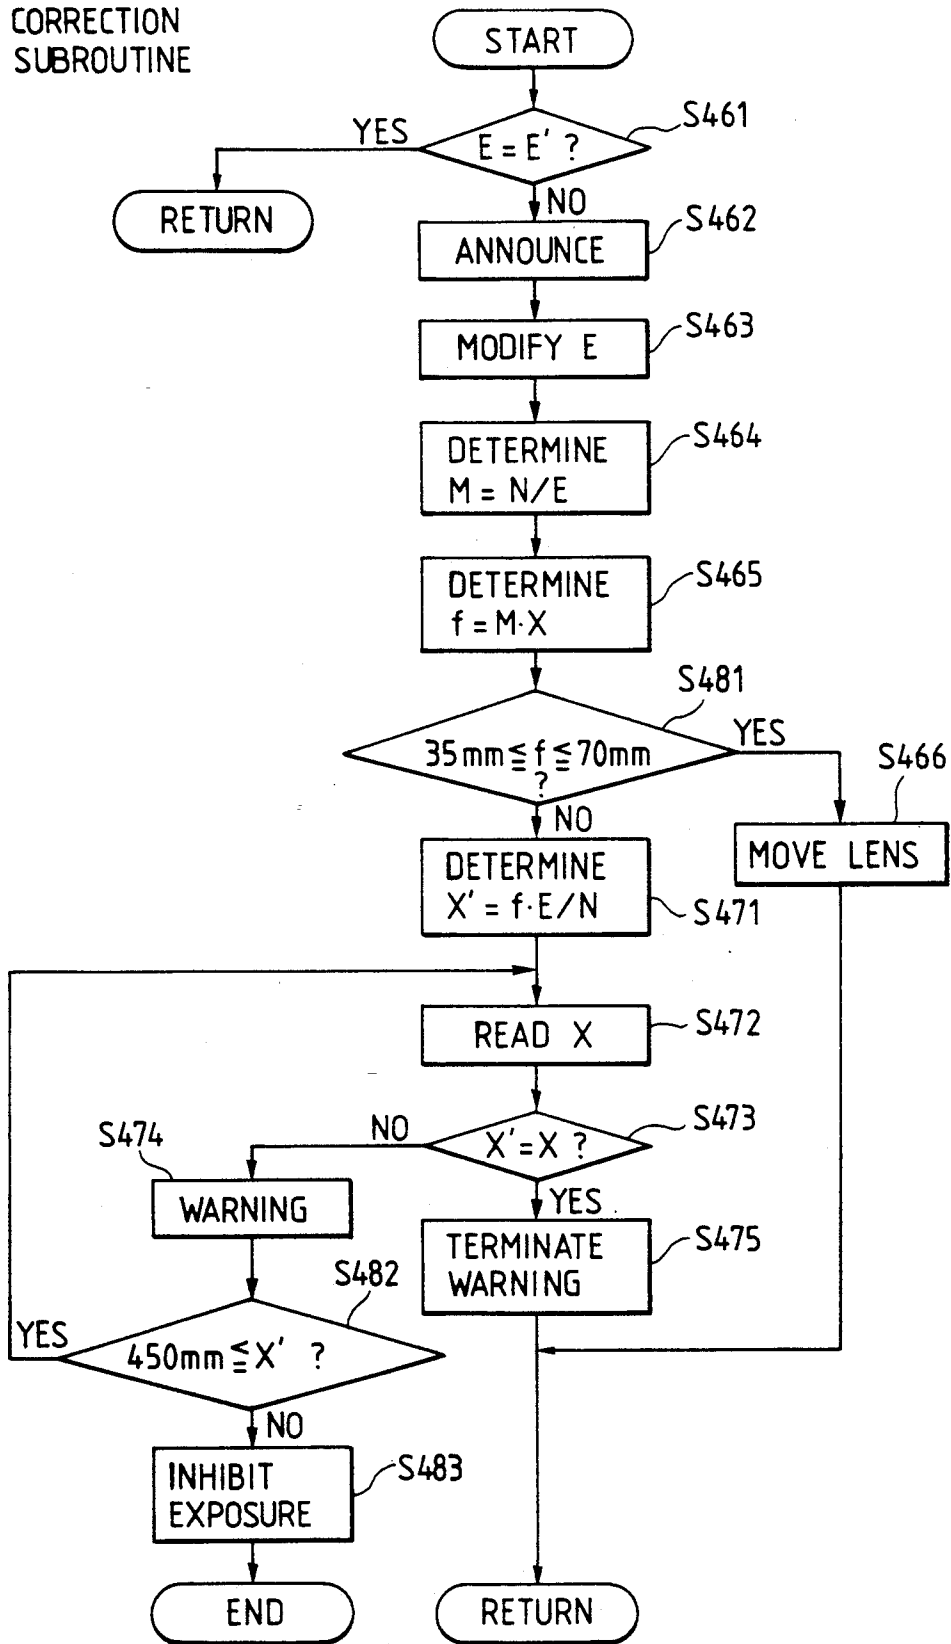 CORRECTION
SUBROUTINE
START
S461
YES
E = E' ?
RETURN
NO
S462
ANNOUNCE
S463
MODIFY E
S464
DETERMINE
M = N/E
S465
DETERMINE
f = M·X
S481
35mm ≦ f ≦ 70mm
?
YES
S466
MOVE LENS
NO
DETERMINE
X' = f·E/N
S471
READ X
S472
S473
X' = X ?
NO
S474
WARNING
YES
TERMINATE
WARNING
S475
S482
YES
450mm ≦ X' ?
NO
INHIBIT
EXPOSURE
S483
END
RETURN